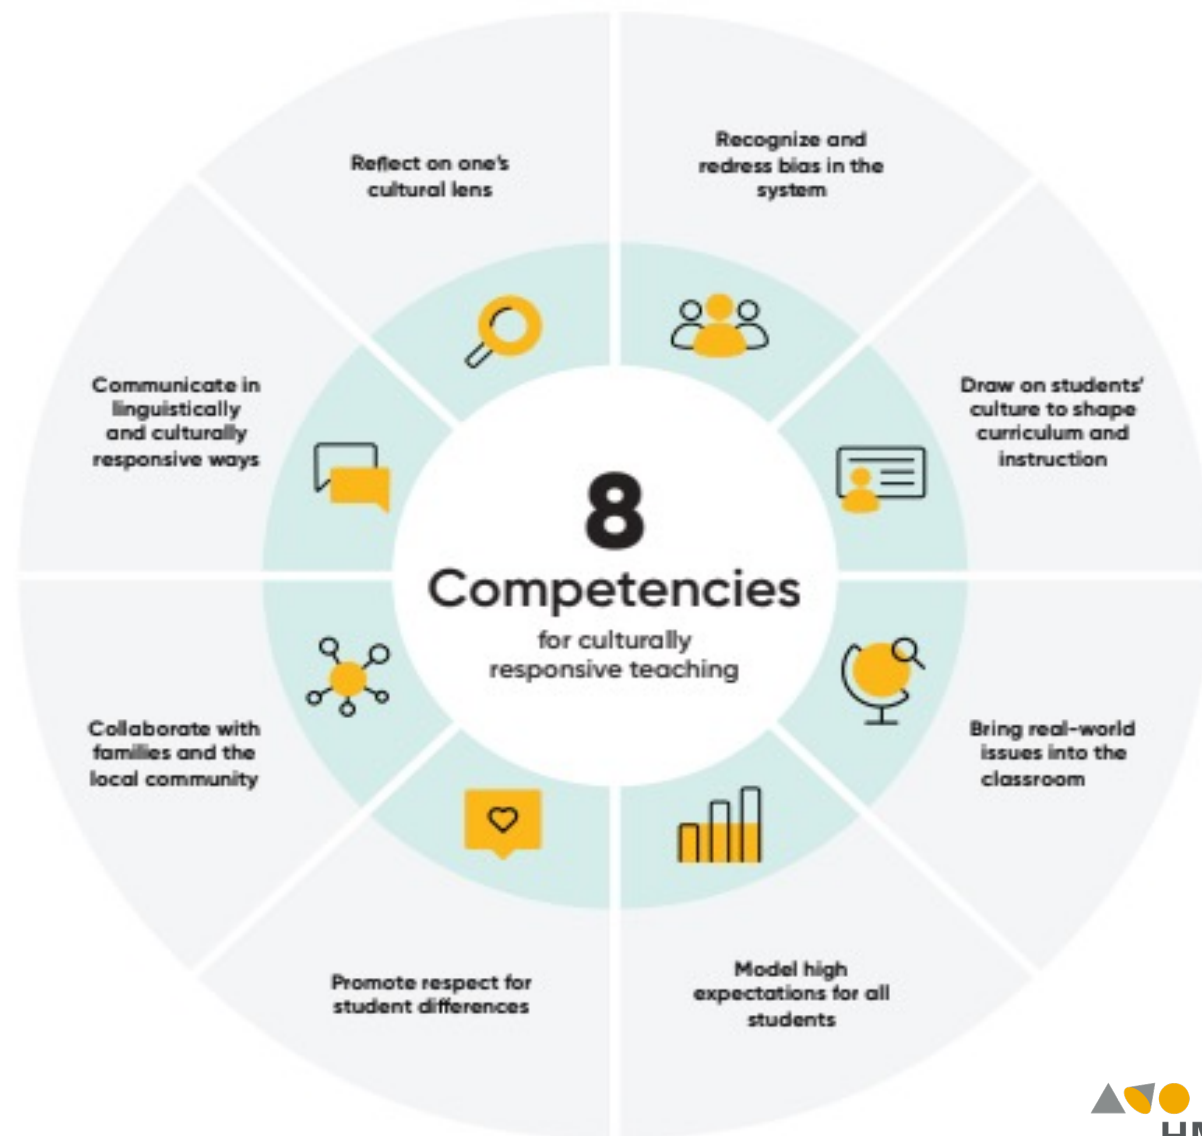 Reflect on one's
cultural lens
Recognize and
redress bias in the
system
Communicate in
linguistically
and culturally
responsive ways
Draw on students'
culture to shape
curriculum and
instruction
8
Competencies
for culturally
responsive teaching
Collaborate with
families and the
local community
Bring real-world
issues into the
classroom
Promote respect for
student differences
Model high
expectations for all
students